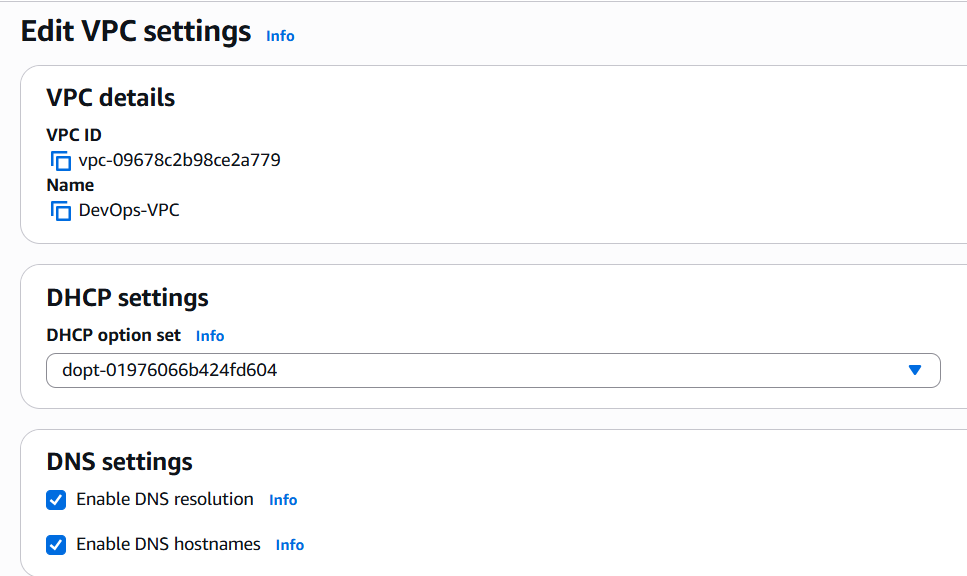 Edit VPC settings Info
VPC details
VPC ID
vpc-09678c2b98ce2a779
Name
DevOps-VPC
DHCP settings
DHCP option set Info
dopt-01976066b424fd604
DNS settings
Enable DNS resolution Info
Enable DNS hostnames Info